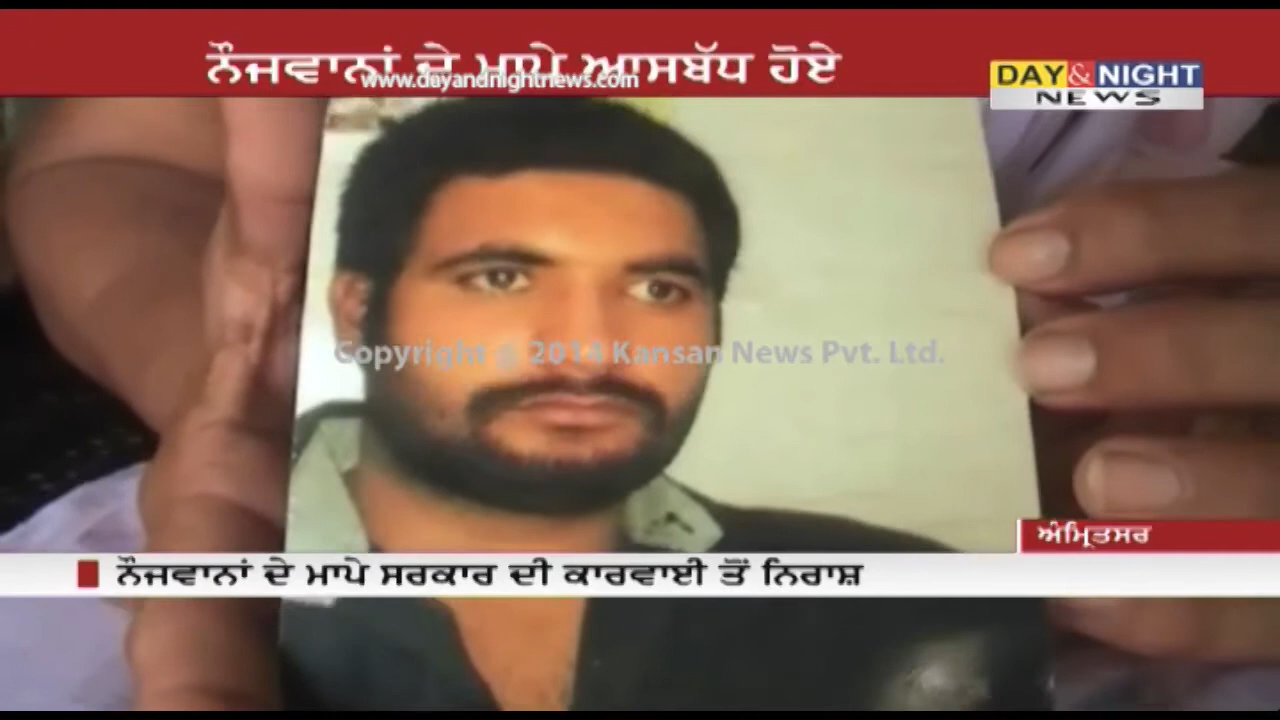 ਨੌਜਵਾਨਾਂ ਦੇ ਮਾਪੇ ਆਸਬੱਧ ਹੋਏ
www.dayandnightnews.com
DAY & NIGHT
NEWS
Copyright © 2014 Kansan News Pvt. Ltd.
ਅੰਮ੍ਰਿਤਸਰ
ਨੌਜਵਾਨਾਂ ਦੇ ਮਾਪੇ ਸਰਕਾਰ ਦੀ ਕਾਰਵਾਈ ਤੋਂ ਨਿਰਾਸ਼